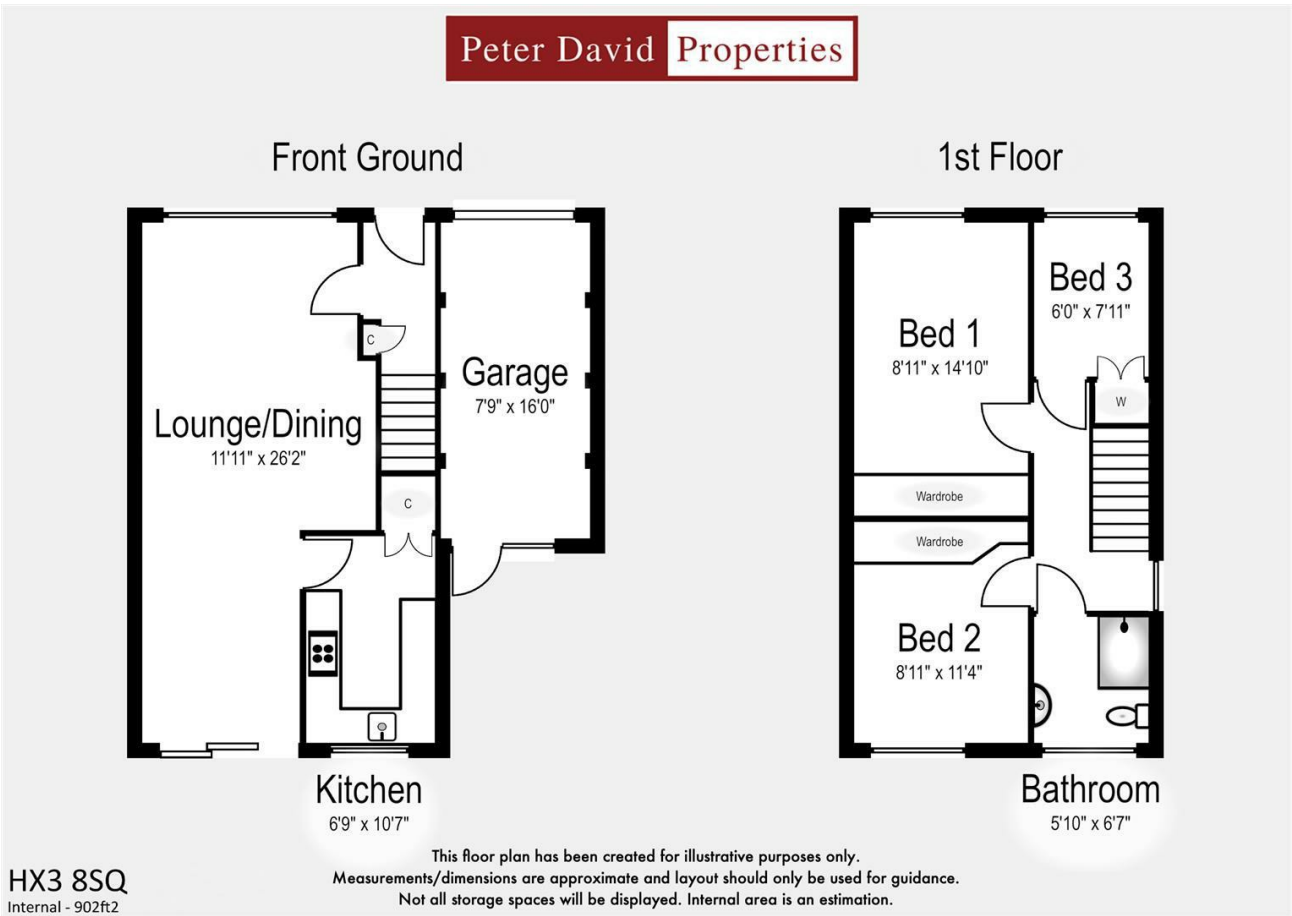 Peter David Properties
Front Ground
1st Floor
Lounge/Dining
11'11" x 26'2"
C
Garage
7'9" x 16'0"
C
Kitchen
6'9" x 10'7"
Bed 1
8'11" x 14'10"
Bed 3
6'0" x 7'11"
W
Wardrobe
Wardrobe
Bed 2
8'11" x 11'4"
Bathroom
5'10" x 6'7"
This floor plan has been created for illustrative purposes only.
Measurements/dimensions are approximate and layout should only be used for guidance.
Not all storage spaces will be displayed. Internal area is an estimation.
HX3 8SQ
Internal - 902ft2